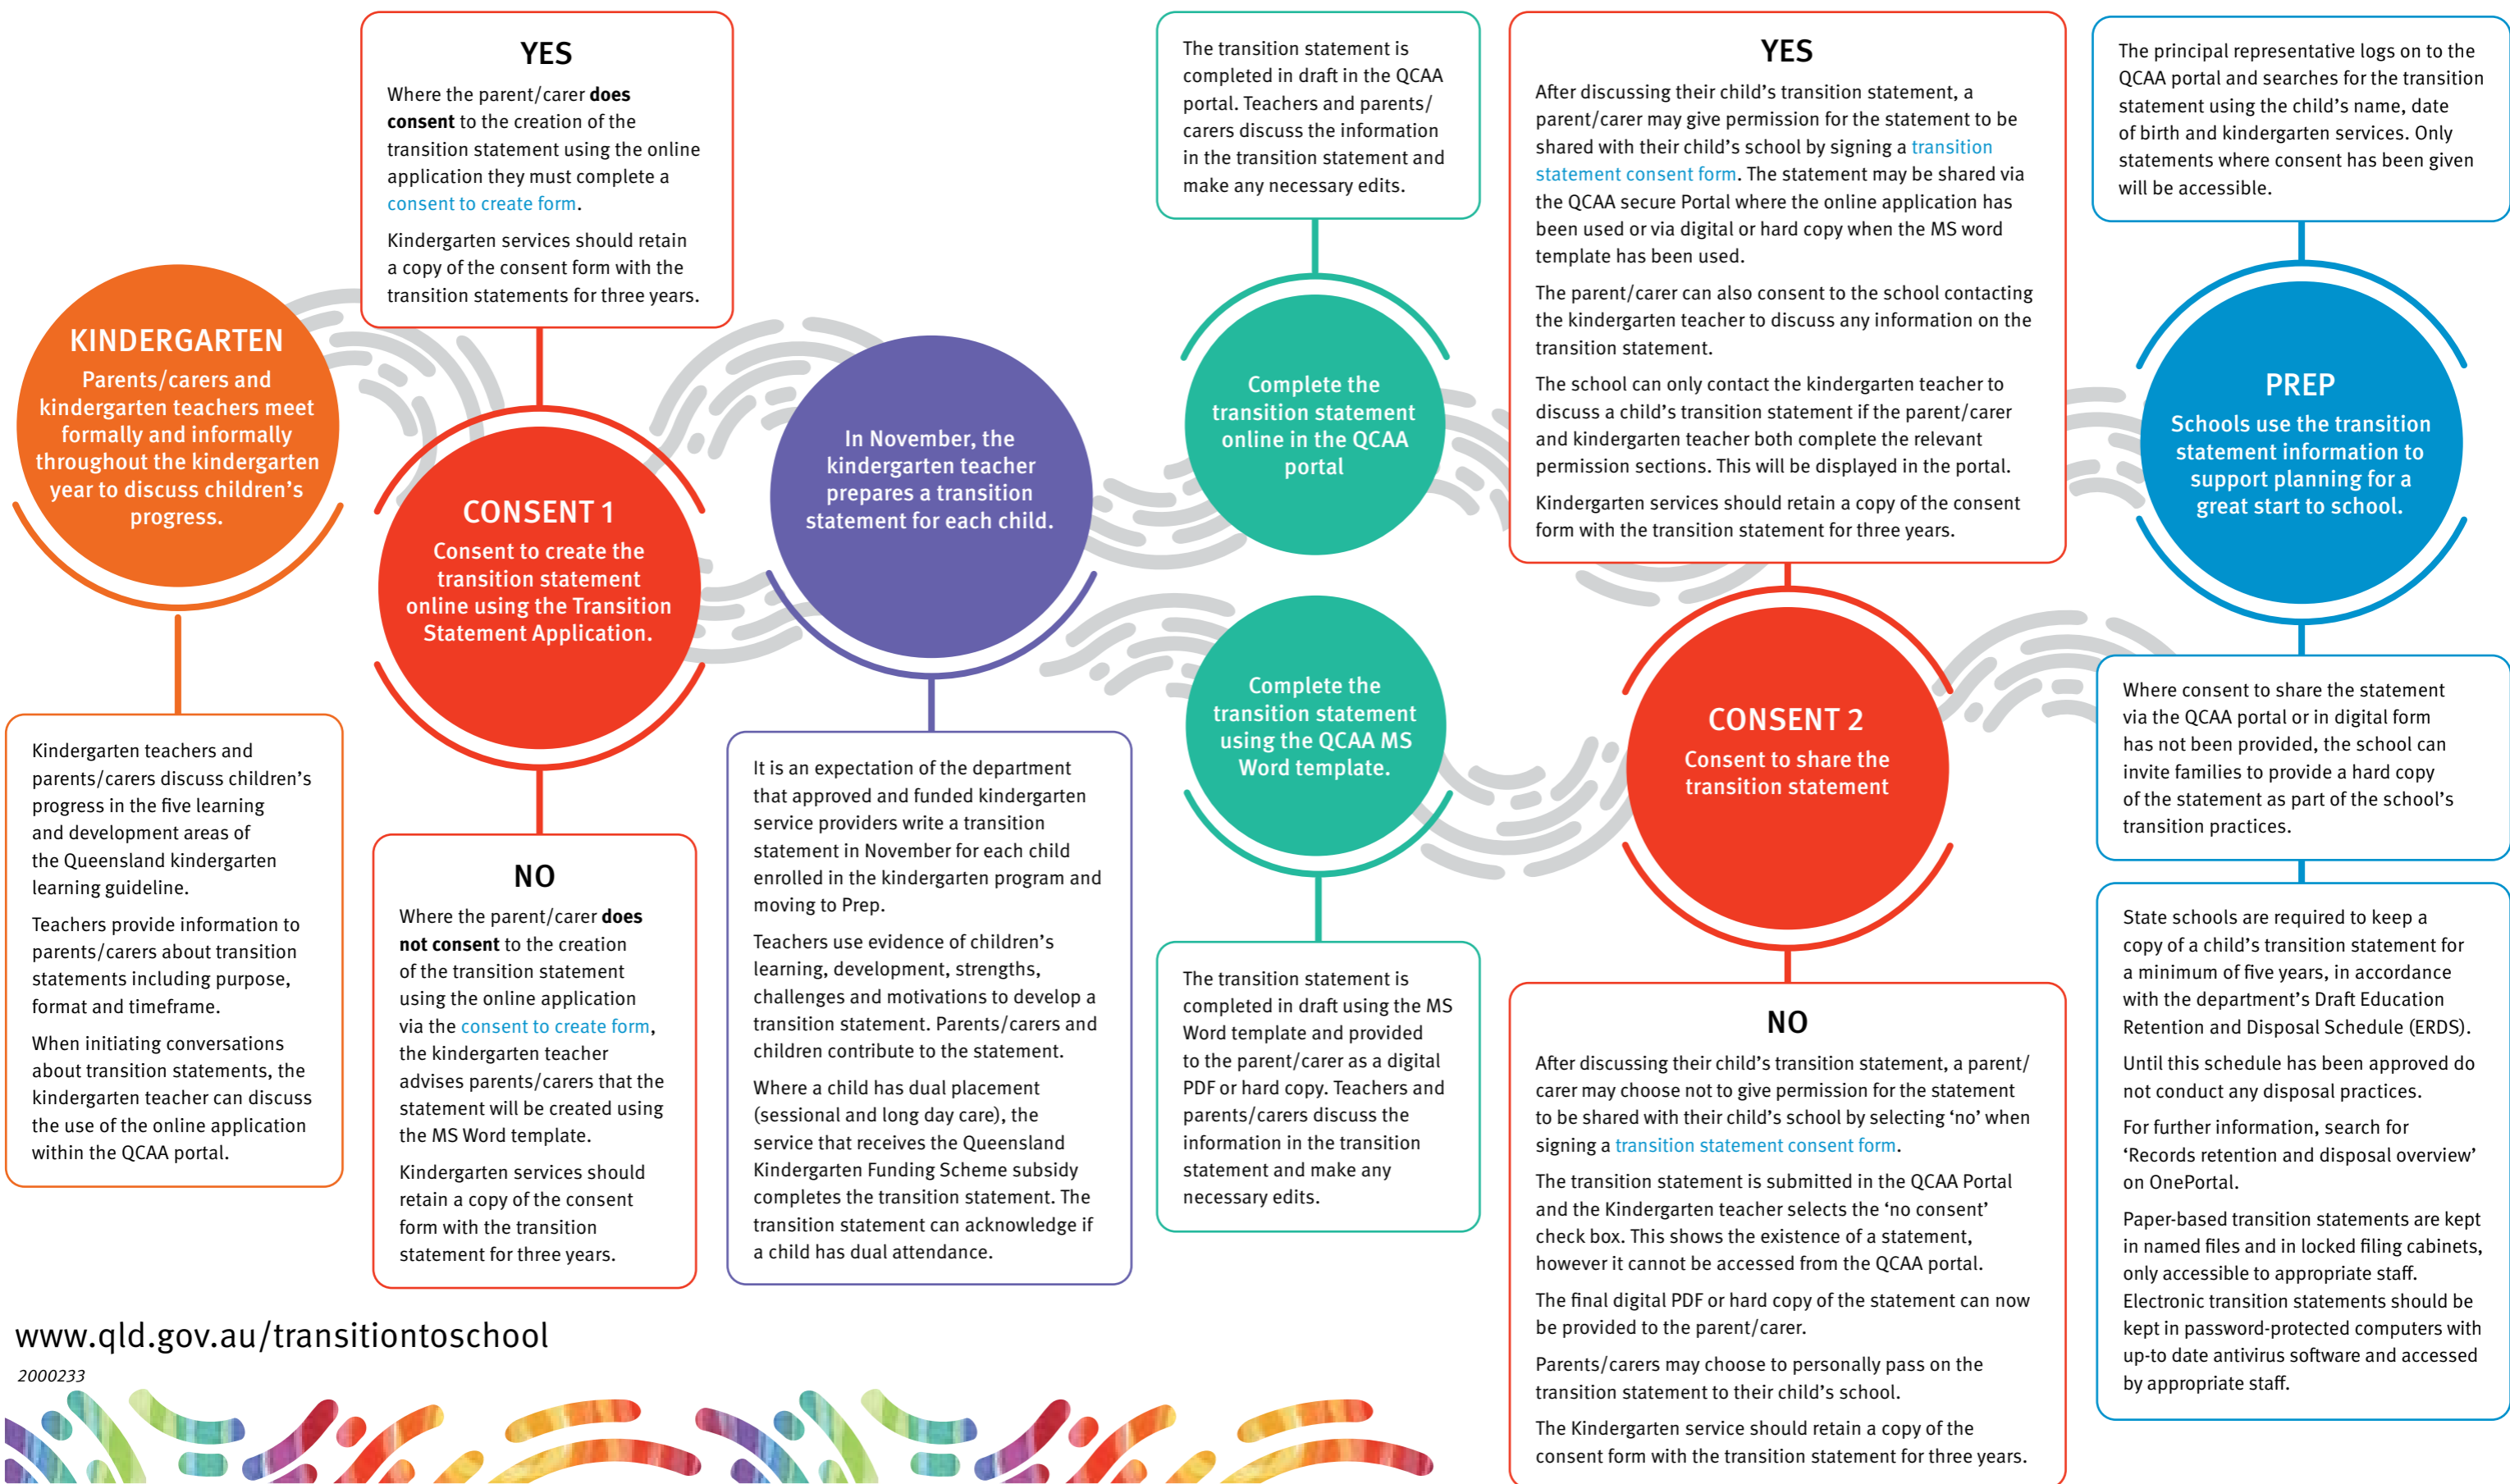 KINDERGARTEN
Parents/carers and
kindergarten teachers meet
formally and informally
throughout the kindergarten
year to discuss children’s
progress.
Kindergarten teachers and
parents/carers discuss children’s
progress in the five learning
and development areas of
the Queensland kindergarten
learning guideline.
Teachers provide information to
parents/carers about transition
statements including purpose,
format and timeframe.
When initiating conversations
about transition statements, the
kindergarten teacher can discuss
the use of the online application
within the QCAA portal.
YES
Where the parent/carer does
consent to the creation of the
transition statement using the online
application they must complete a
consent to create form.
Kindergarten services should retain
a copy of the consent form with the
transition statements for three years.
CONSENT 1
Consent to create the
transition statement
online using the Transition
Statement Application.
NO
Where the parent/carer does
not consent to the creation
of the transition statement
using the online application
via the consent to create form,
the kindergarten teacher
advises parents/carers that the
statement will be created using
the MS Word template.
Kindergarten services should
retain a copy of the consent
form with the transition
statement for three years.
In November, the
kindergarten teacher
prepares a transition
statement for each child.
It is an expectation of the department
that approved and funded kindergarten
service providers write a transition
statement in November for each child
enrolled in the kindergarten program and
moving to Prep.
Teachers use evidence of children’s
learning, development, strengths,
challenges and motivations to develop a
transition statement. Parents/carers and
children contribute to the statement.
Where a child has dual placement
(sessional and long day care), the
service that receives the Queensland
Kindergarten Funding Scheme subsidy
completes the transition statement. The
transition statement can acknowledge if
a child has dual attendance.
The transition statement is
completed in draft in the QCAA
portal. Teachers and parents/
carers discuss the information
in the transition statement and
make any necessary edits.
Complete the
transition statement
online in the QCAA
portal
Complete the
transition statement
using the QCAA MS
Word template.
The transition statement is
completed in draft using the MS
Word template and provided
to the parent/carer as a digital
PDF or hard copy. Teachers and
parents/carers discuss the
information in the transition
statement and make any
necessary edits.
YES
After discussing their child’s transition statement, a
parent/carer may give permission for the statement to be
shared with their child’s school by signing a transition
statement consent form. The statement may be shared via
the QCAA secure Portal where the online application has
been used or via digital or hard copy when the MS word
template has been used.
The parent/carer can also consent to the school contacting
the kindergarten teacher to discuss any information on the
transition statement.
The school can only contact the kindergarten teacher to
discuss a child’s transition statement if the parent/carer
and kindergarten teacher both complete the relevant
permission sections. This will be displayed in the portal.
Kindergarten services should retain a copy of the consent
form with the transition statement for three years.
CONSENT 2
Consent to share the
transition statement
NO
After discussing their child’s transition statement, a parent/
carer may choose not to give permission for the statement
to be shared with their child’s school by selecting ‘no’ when
signing a transition statement consent form.
The transition statement is submitted in the QCAA Portal
and the Kindergarten teacher selects the ‘no consent’
check box. This shows the existence of a statement,
however it cannot be accessed from the QCAA portal.
The final digital PDF or hard copy of the statement can now
be provided to the parent/carer.
Parents/carers may choose to personally pass on the
transition statement to their child’s school.
The Kindergarten service should retain a copy of the
consent form with the transition statement for three years.
The principal representative logs on to the
QCAA portal and searches for the transition
statement using the child’s name, date
of birth and kindergarten services. Only
statements where consent has been given
will be accessible.
PREP
Schools use the transition
statement information to
support planning for a
great start to school.
Where consent to share the statement
via the QCAA portal or in digital form
has not been provided, the school can
invite families to provide a hard copy
of the statement as part of the school’s
transition practices.
State schools are required to keep a
copy of a child’s transition statement for
a minimum of five years, in accordance
with the department’s Draft Education
Retention and Disposal Schedule (ERDS).
Until this schedule has been approved do
not conduct any disposal practices.
For further information, search for
‘Records retention and disposal overview’
on OnePortal.
Paper-based transition statements are kept
in named files and in locked filing cabinets,
only accessible to appropriate staff.
Electronic transition statements should be
kept in password-protected computers with
up-to date antivirus software and accessed
by appropriate staff.
www.qld.gov.au/transitiontoschool
2000233